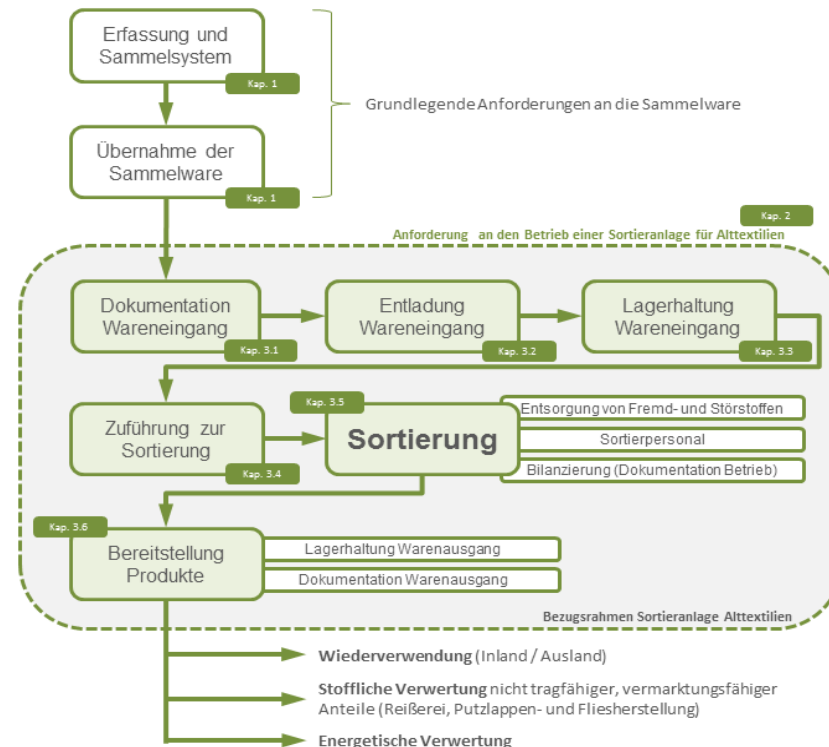 Erfassung und
Sammelsystem
Kap. 1
Grundlegende Anforderungen an die Sammelware
Übernahme der
Sammelware
Kap. 1
Kap. 2
Anforderung an den Betrieb einer Sortieranlage für Alttextilien
Dokumentation
Wareneingang
Kap. 3.1
Entladung
Wareneingang
Kap. 3.2
Lagerhaltung
Wareneingang
Kap. 3.3
Zuführung zur
Sortierung
Kap. 3.4
Kap. 3.5
Sortierung
Entsorgung von Fremd- und Störstoffen
Sortierpersonal
Bilanzierung (Dokumentation Betrieb)
Kap. 3.6
Bereitstellung
Produkte
Lagerhaltung Warenausgang
Dokumentation Warenausgang
Bezugsrahmen Sortieranlage Alttextilien
Wiederverwendung (Inland / Ausland)
Stoffliche Verwertung nicht tragfähiger, vermarktungsfähiger
Anteile (Reißerei, Putzlappen- und Fliesherstellung)
Energetische Verwertung